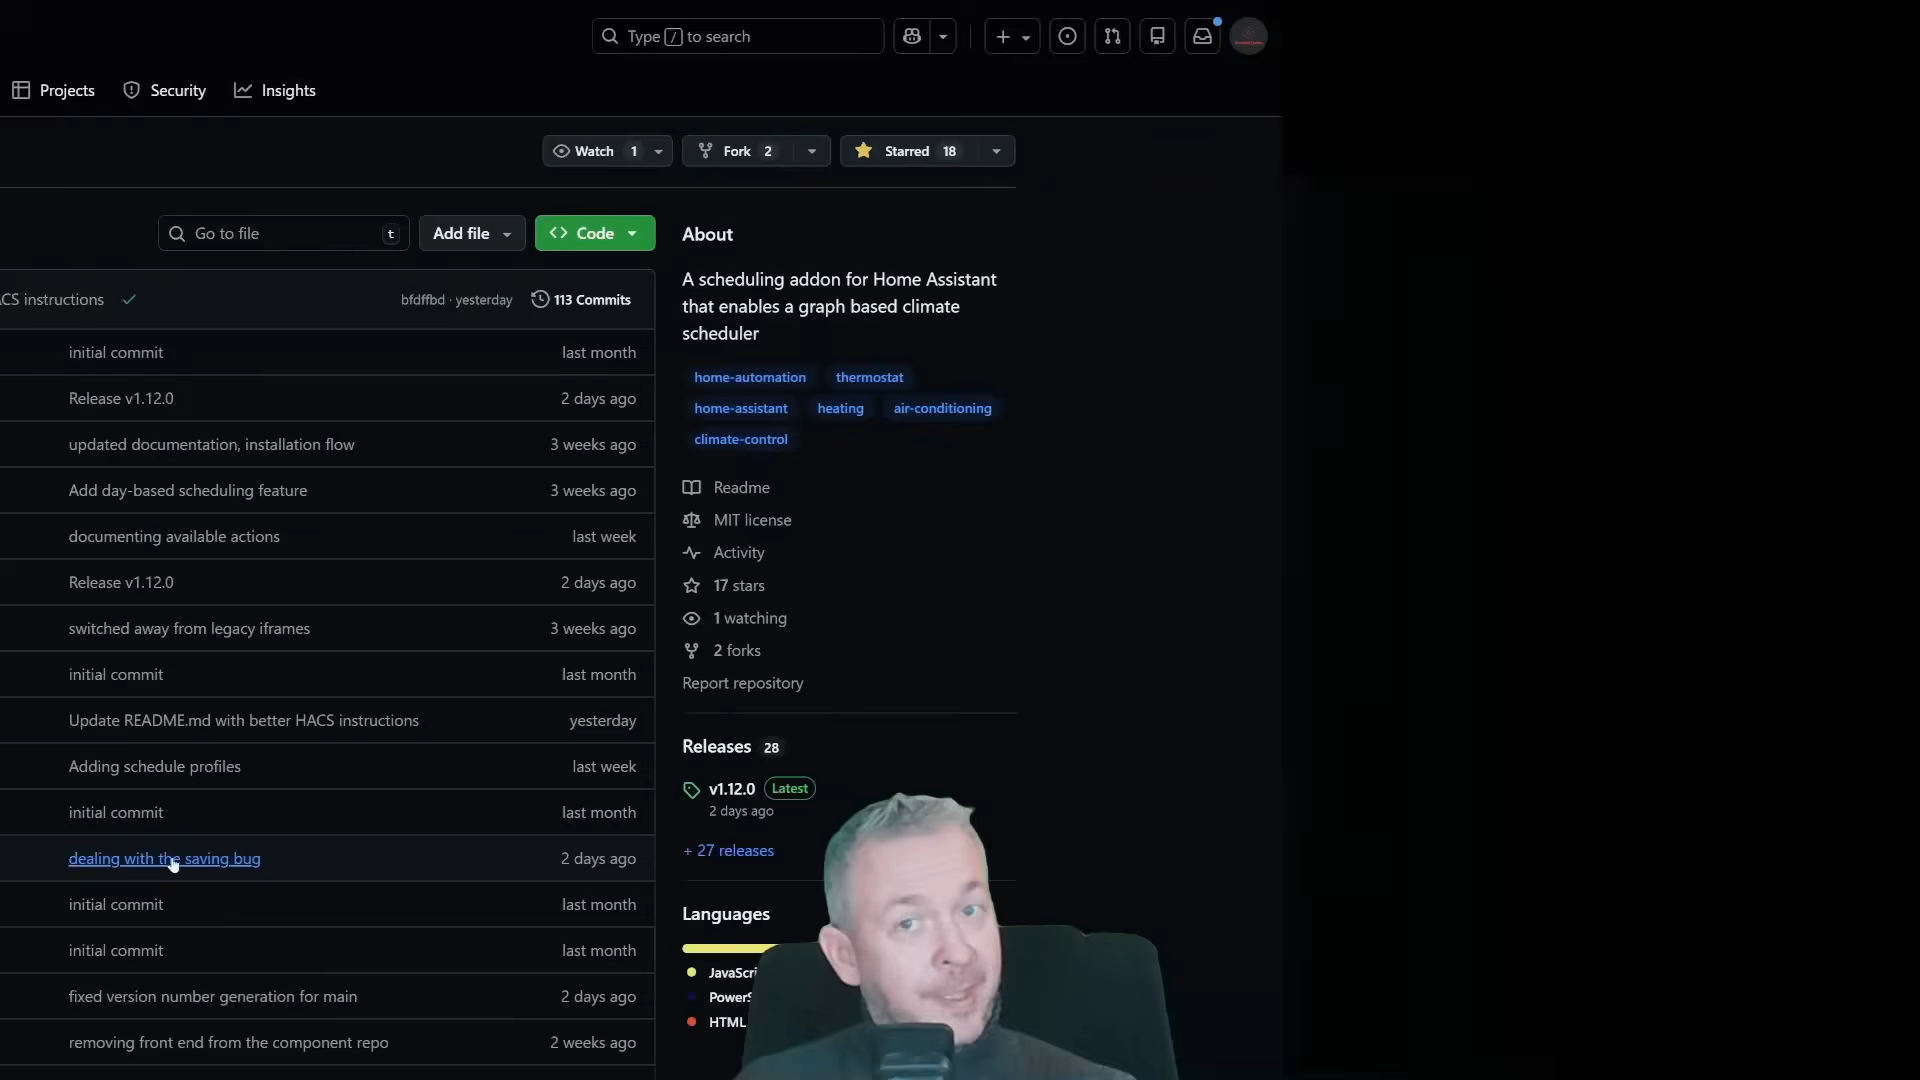 Type / to search
Projects
Security
Insights
Watch 1
Fork 2
Starred 18
Go to file t
Add file
Code
CS instructions
bfdffbd · yesterday
113 Commits
initial commit last month
Release v1.12.0 2 days ago
updated documentation, installation flow 3 weeks ago
Add day-based scheduling feature 3 weeks ago
documenting available actions last week
Release v1.12.0 2 days ago
switched away from legacy iframes 3 weeks ago
initial commit last month
Update README.md with better HACS instructions yesterday
Adding schedule profiles last week
initial commit last month
dealing with the saving bug 2 days ago
initial commit last month
initial commit last month
fixed version number generation for main 2 days ago
removing front end from the component repo 2 weeks ago
About
A scheduling addon for Home Assistant
that enables a graph based climate
scheduler
home-automation thermostat
home-assistant heating air-conditioning
climate-control
Readme
MIT license
Activity
17 stars
1 watching
2 forks
Report repository
Releases 28
v1.12.0 Latest
2 days ago
+ 27 releases
Languages
JavaScri
PowerS
HTML